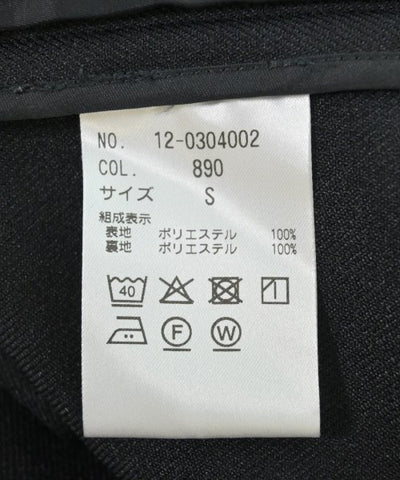 NO. 12-0304002
COL. 890
サイズ S
組成表示
表地 ポリエステル 100%
裏地 ポリエステル 100%
40
F W